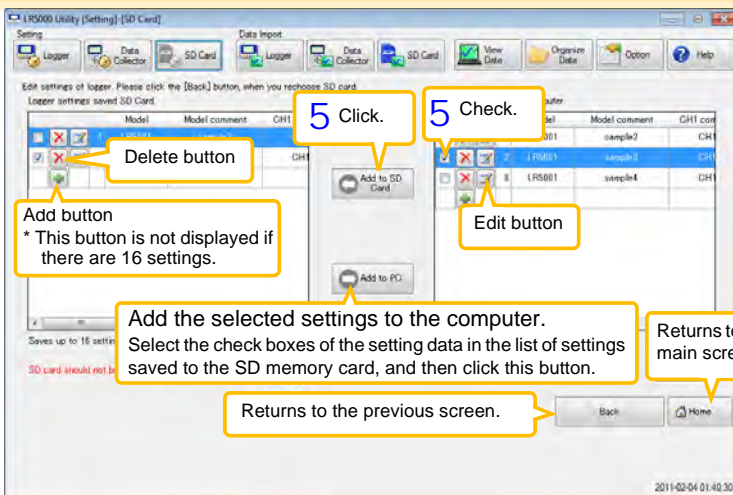 LR5000 Utility (Setting)-[SD Card]
Setting
Data Import
Logger
Data Collector
SD Card
Logger
Data Collector
SD Card
View Data
Organize Data
Option
Help
Edit settings of logger. Please click the [Back] button, when you rechoose SD card.
Logger settings saved SD Card.
Model
Model comment
CH1
CH1
5 Click.
Add to SD
Card
Add to PC
5 Check.
Model comment
CH1 com
sample2
CH1
2 LR5001 sample3 CH1
LR5001 sample4 CH1
Delete button
Edit button
Add button
* This button is not displayed if
there are 16 settings.
Add the selected settings to the computer.
Select the check boxes of the setting data in the list of settings
saved to the SD memory card, and then click this button.
Saves up to 16
SD card should not
Returns to
main scre
Returns to the previous screen.
Back
Home
2011-02-04 01:40:30